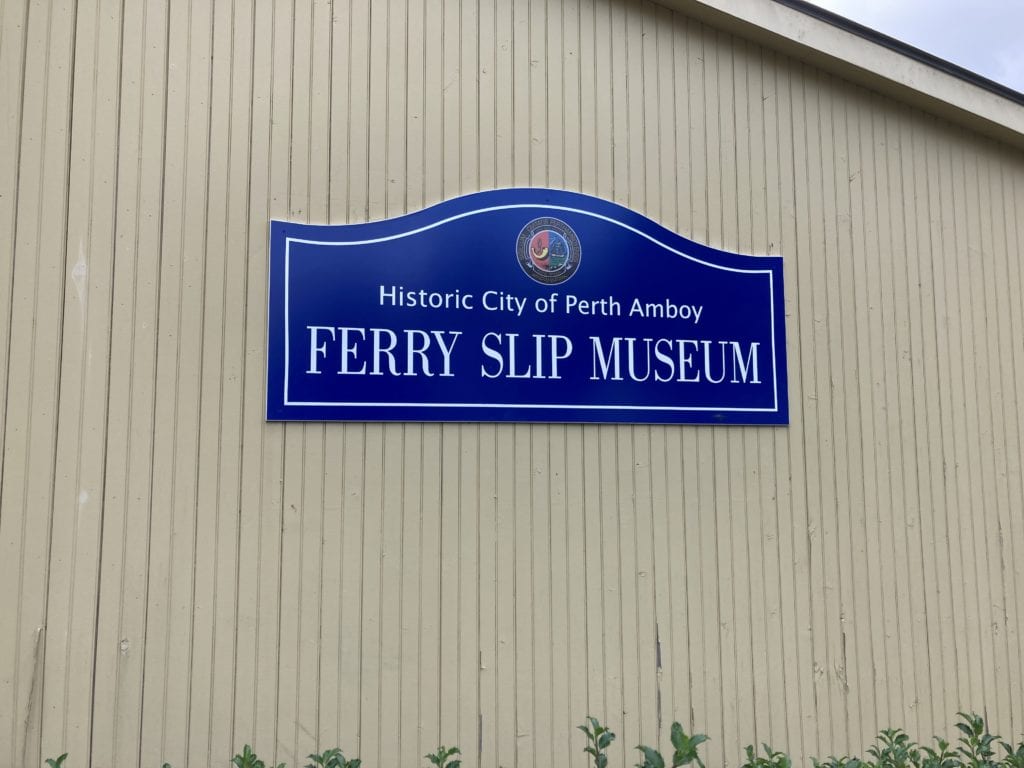 Historic City of Perth Amboy
FERRY SLIP MUSEUM